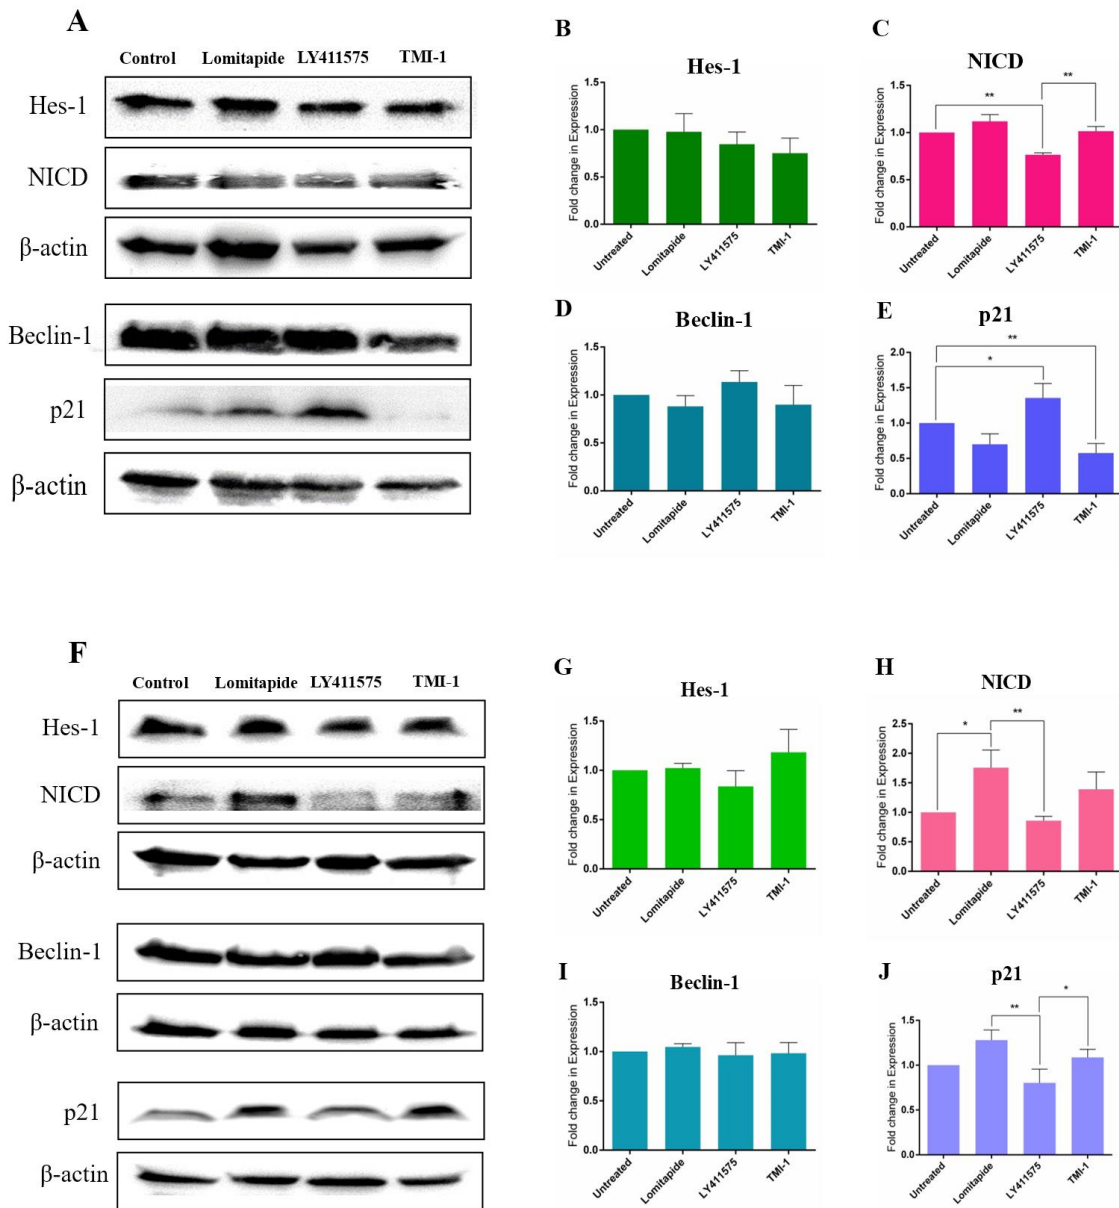 A
Control Lomitapide LY411575 TMI-1
Hes-1
NICD
β-actin
Beclin-1
p21
β-actin
B
Hes-1
Fold change in Expression
1.5
1.0
0.5
0.0
Untreated
Lomitapide
LY411575
TMI-1
C
NICD
Fold change in Expression
1.5
1.0
0.5
0.0
**
**
Untreated
Lomitapide
LY411575
TMI-1
D
Beclin-1
Fold change in Expression
1.5
1.0
0.5
0.0
Untreated
Lomitapide
LY411575
TMI-1
E
p21
Fold change in Expression
2.0
1.5
1.0
0.5
0.0
**
*
Untreated
Lomitapide
LY411575
TMI-1
F
Control Lomitapide LY411575 TMI-1
Hes-1
NICD
β-actin
Beclin-1
β-actin
p21
β-actin
G
Hes-1
Fold change in Expression
1.5
1.0
0.5
0.0
Untreated
Lomitapide
LY411575
TMI-1
H
NICD
Fold change in Expression
2.5
2.0
1.5
1.0
0.5
0.0
*
**
Untreated
Lomitapide
LY411575
TMI-1
I
Beclin-1
Fold change in Expression
1.5
1.0
0.5
0.0
Untreated
Lomitapide
LY411575
TMI-1
J
p21
Fold change in Expression
1.5
1.0
0.5
0.0
**
*
Untreated
Lomitapide
LY411575
TMI-1